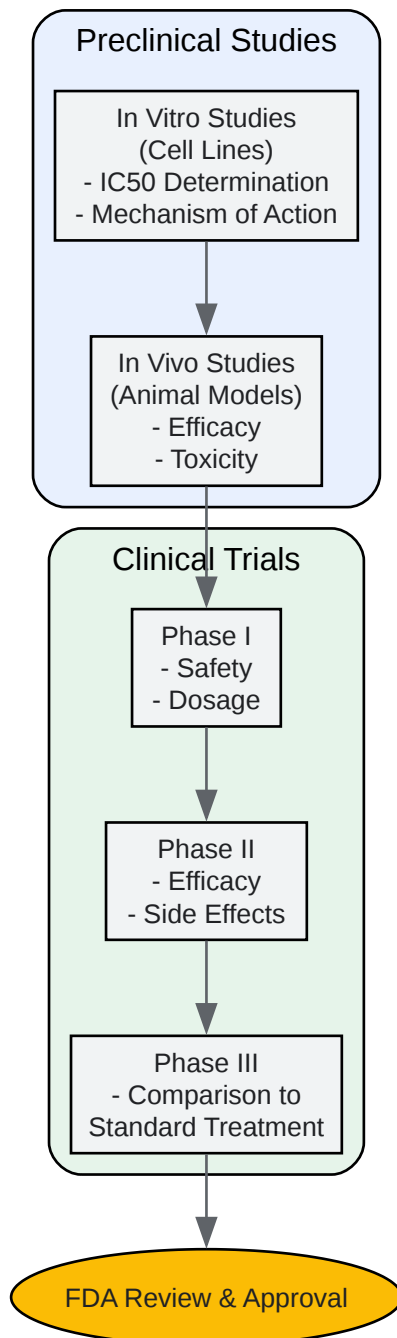 Preclinical Studies
In Vitro Studies
(Cell Lines)
- IC50 Determination
- Mechanism of Action
In Vivo Studies
(Animal Models)
- Efficacy
- Toxicity
Clinical Trials
Phase I
- Safety
- Dosage
Phase II
- Efficacy
- Side Effects
Phase III
- Comparison to
Standard Treatment
FDA Review & Approval